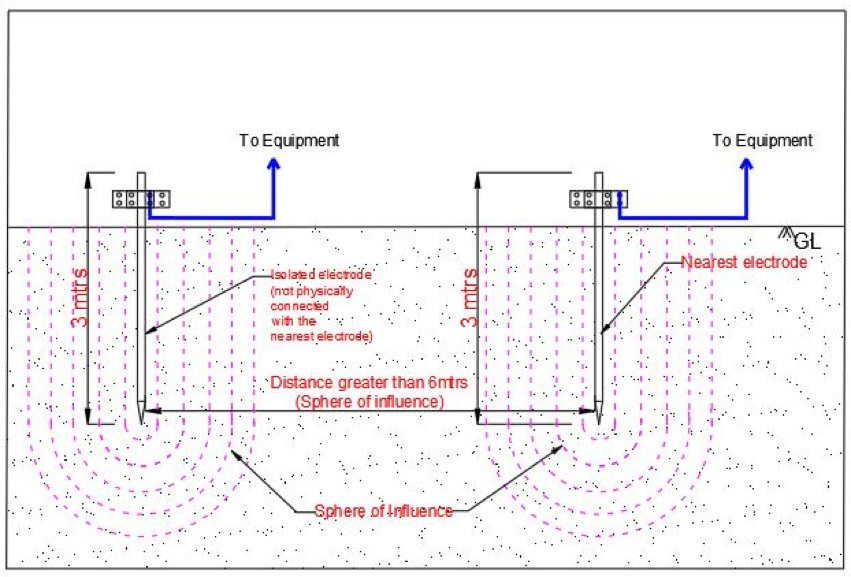 To Equipment
To Equipment
GL
3 mtrs
3 mtrs
Isolated electrode
(not physically
connected
with the
nearest electrode)
Nearest electrode
Distance greater than 6mtrs
(Sphere of influence)
Sphere of Influence